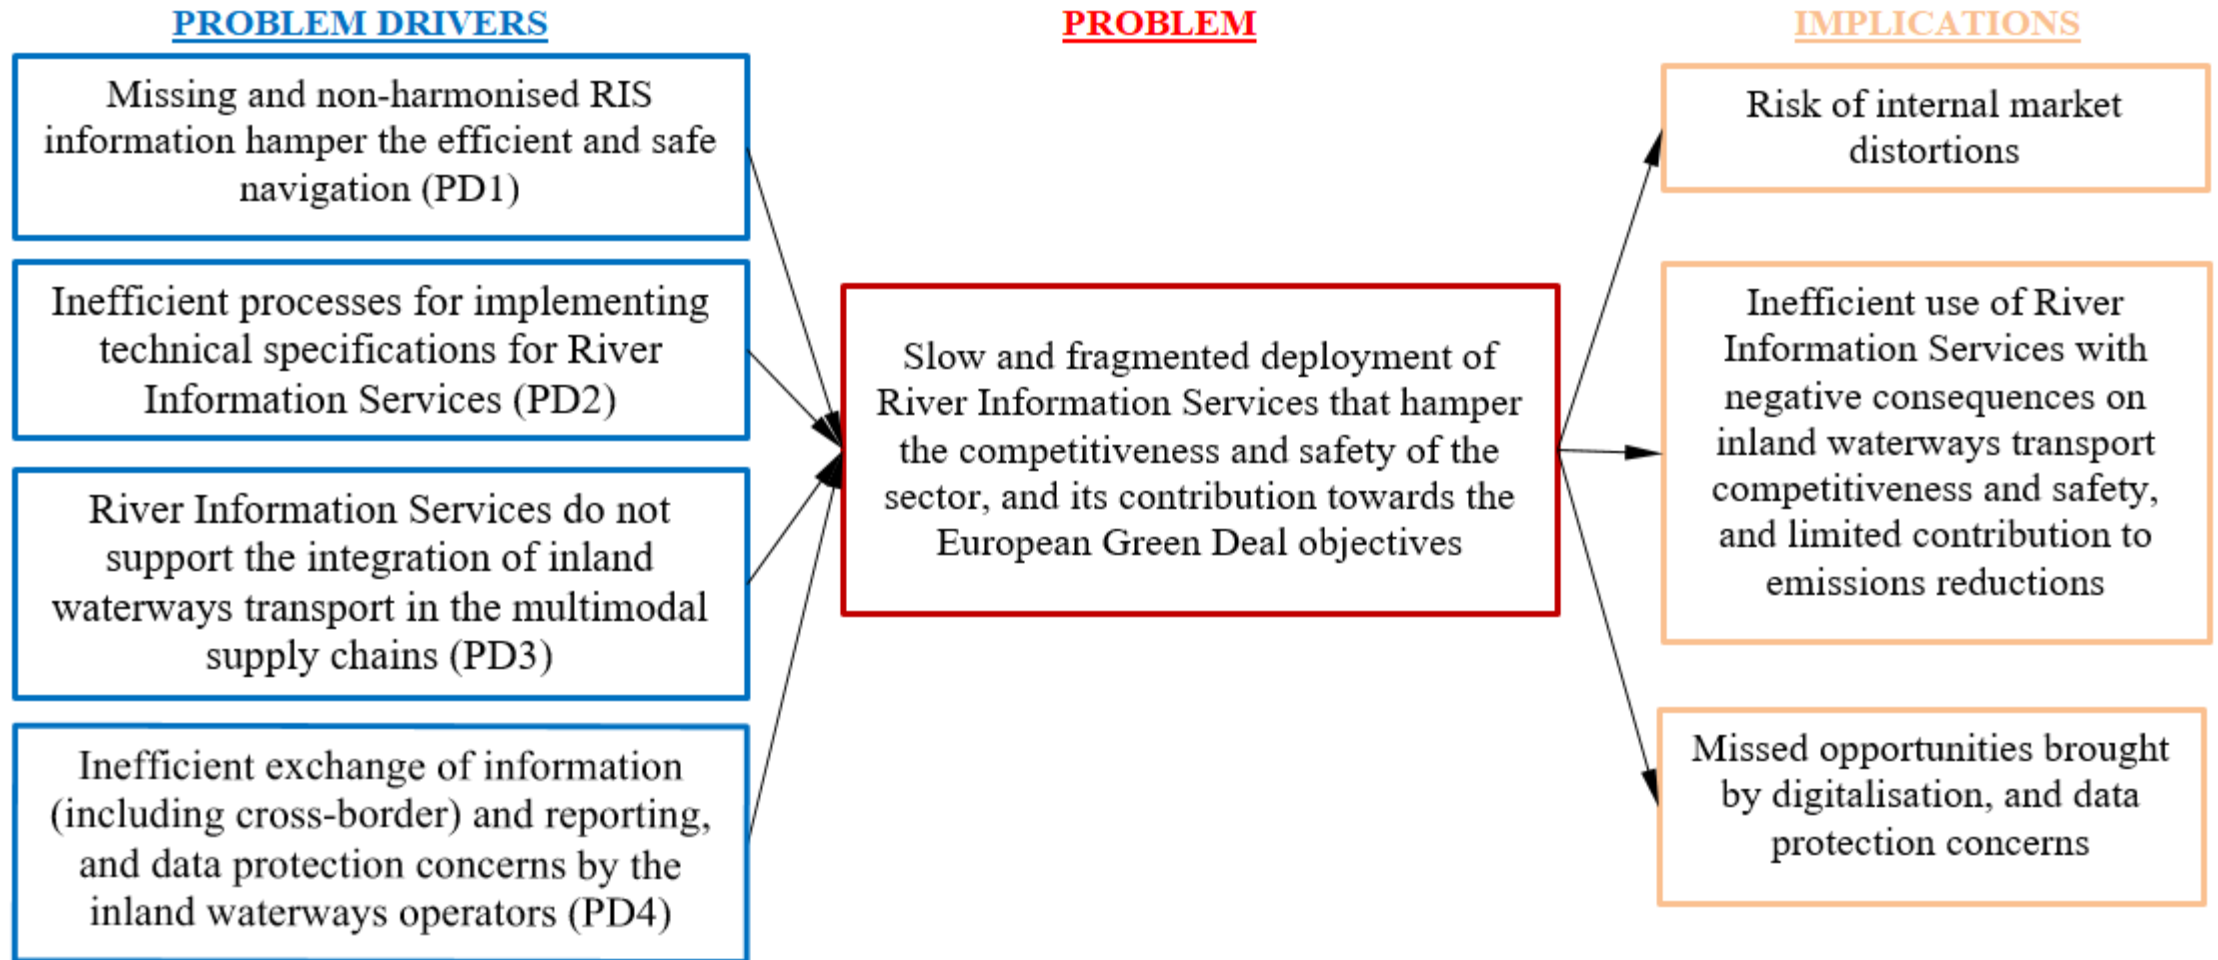 PROBLEM DRIVERS
Missing and non-harmonised RIS
information hamper the efficient and safe
navigation (PD1)
Inefficient processes for implementing
technical specifications for River
Information Services (PD2)
River Information Services do not
support the integration of inland
waterways transport in the multimodal
supply chains (PD3)
Inefficient exchange of information
(including cross-border) and reporting,
and data protection concerns by the
inland waterways operators (PD4)
PROBLEM
Slow and fragmented deployment of
River Information Services that hamper
the competitiveness and safety of the
sector, and its contribution towards the
European Green Deal objectives
IMPLICATIONS
Risk of internal market
distortions
Inefficient use of River
Information Services with
negative consequences on
inland waterways transport
competitiveness and safety,
and limited contribution to
emissions reductions
Missed opportunities brought
by digitalisation, and data
protection concerns